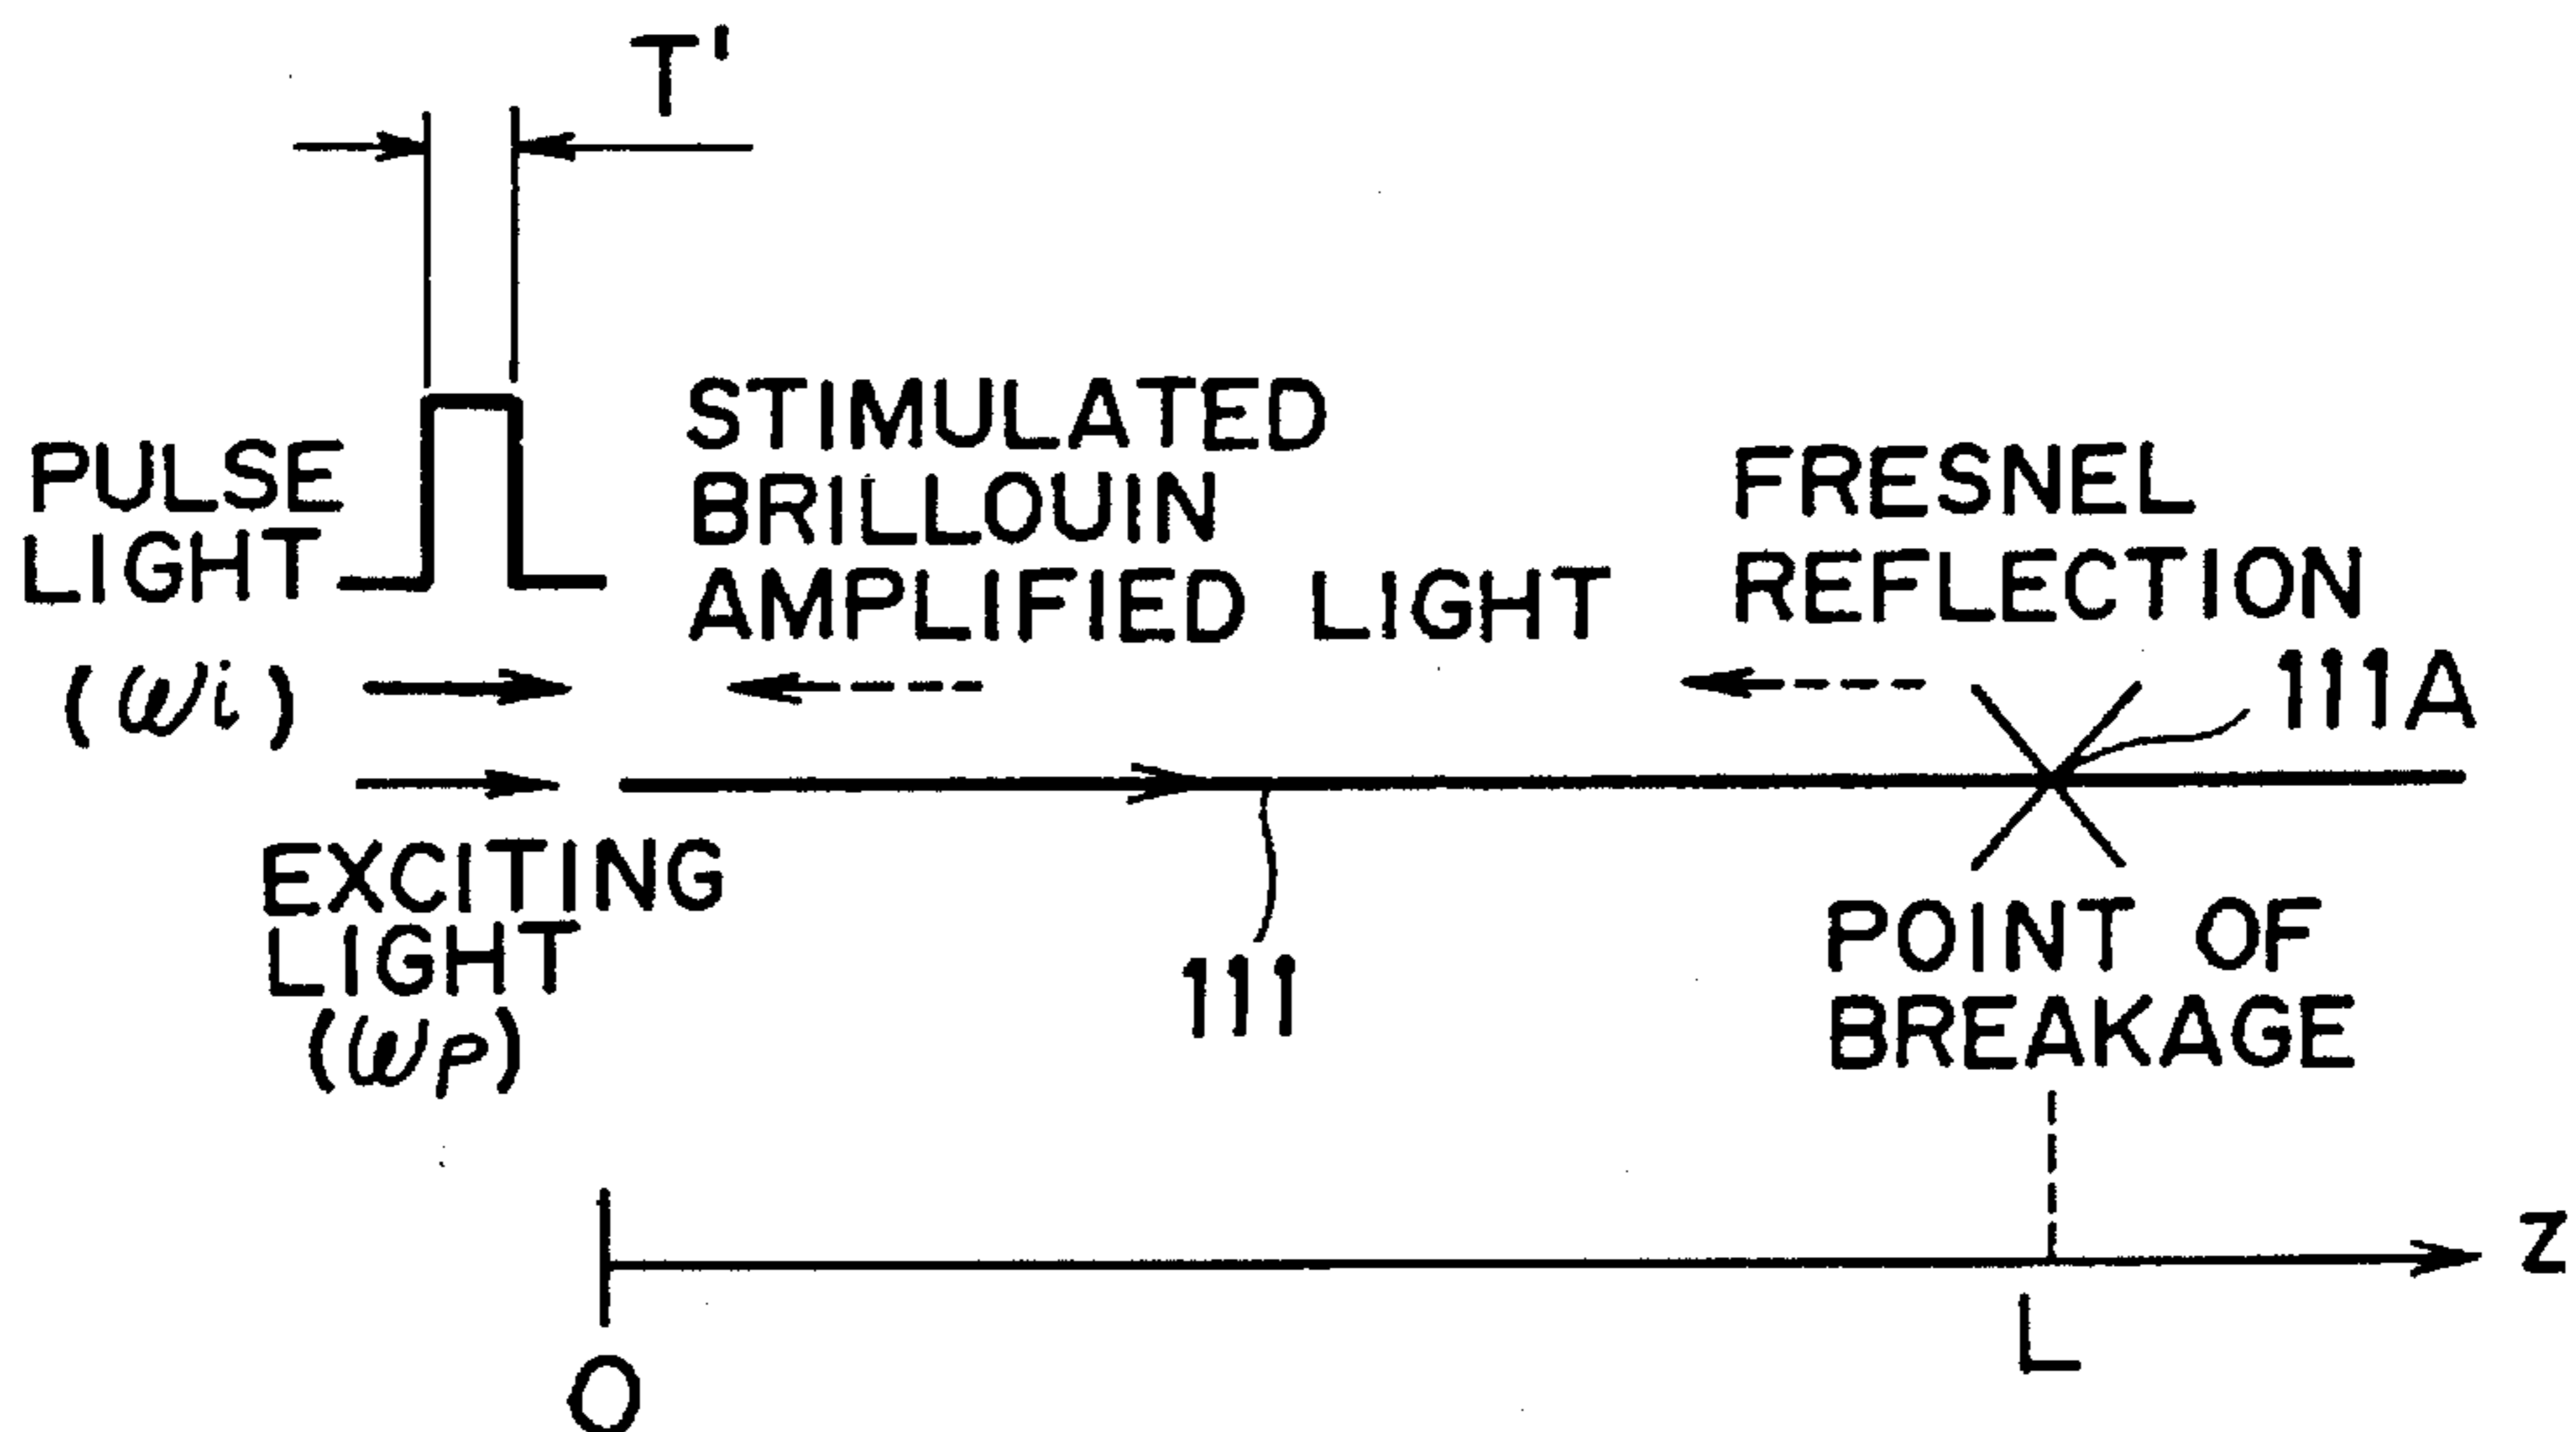 T'
PULSE
LIGHT
(ωi)
STIMULATED
BRILLOUIN
AMPLIFIED LIGHT
FRESNEL
REFLECTION
111A
EXCITING
LIGHT
(ωp)
111
POINT OF
BREAKAGE
Z
O
L